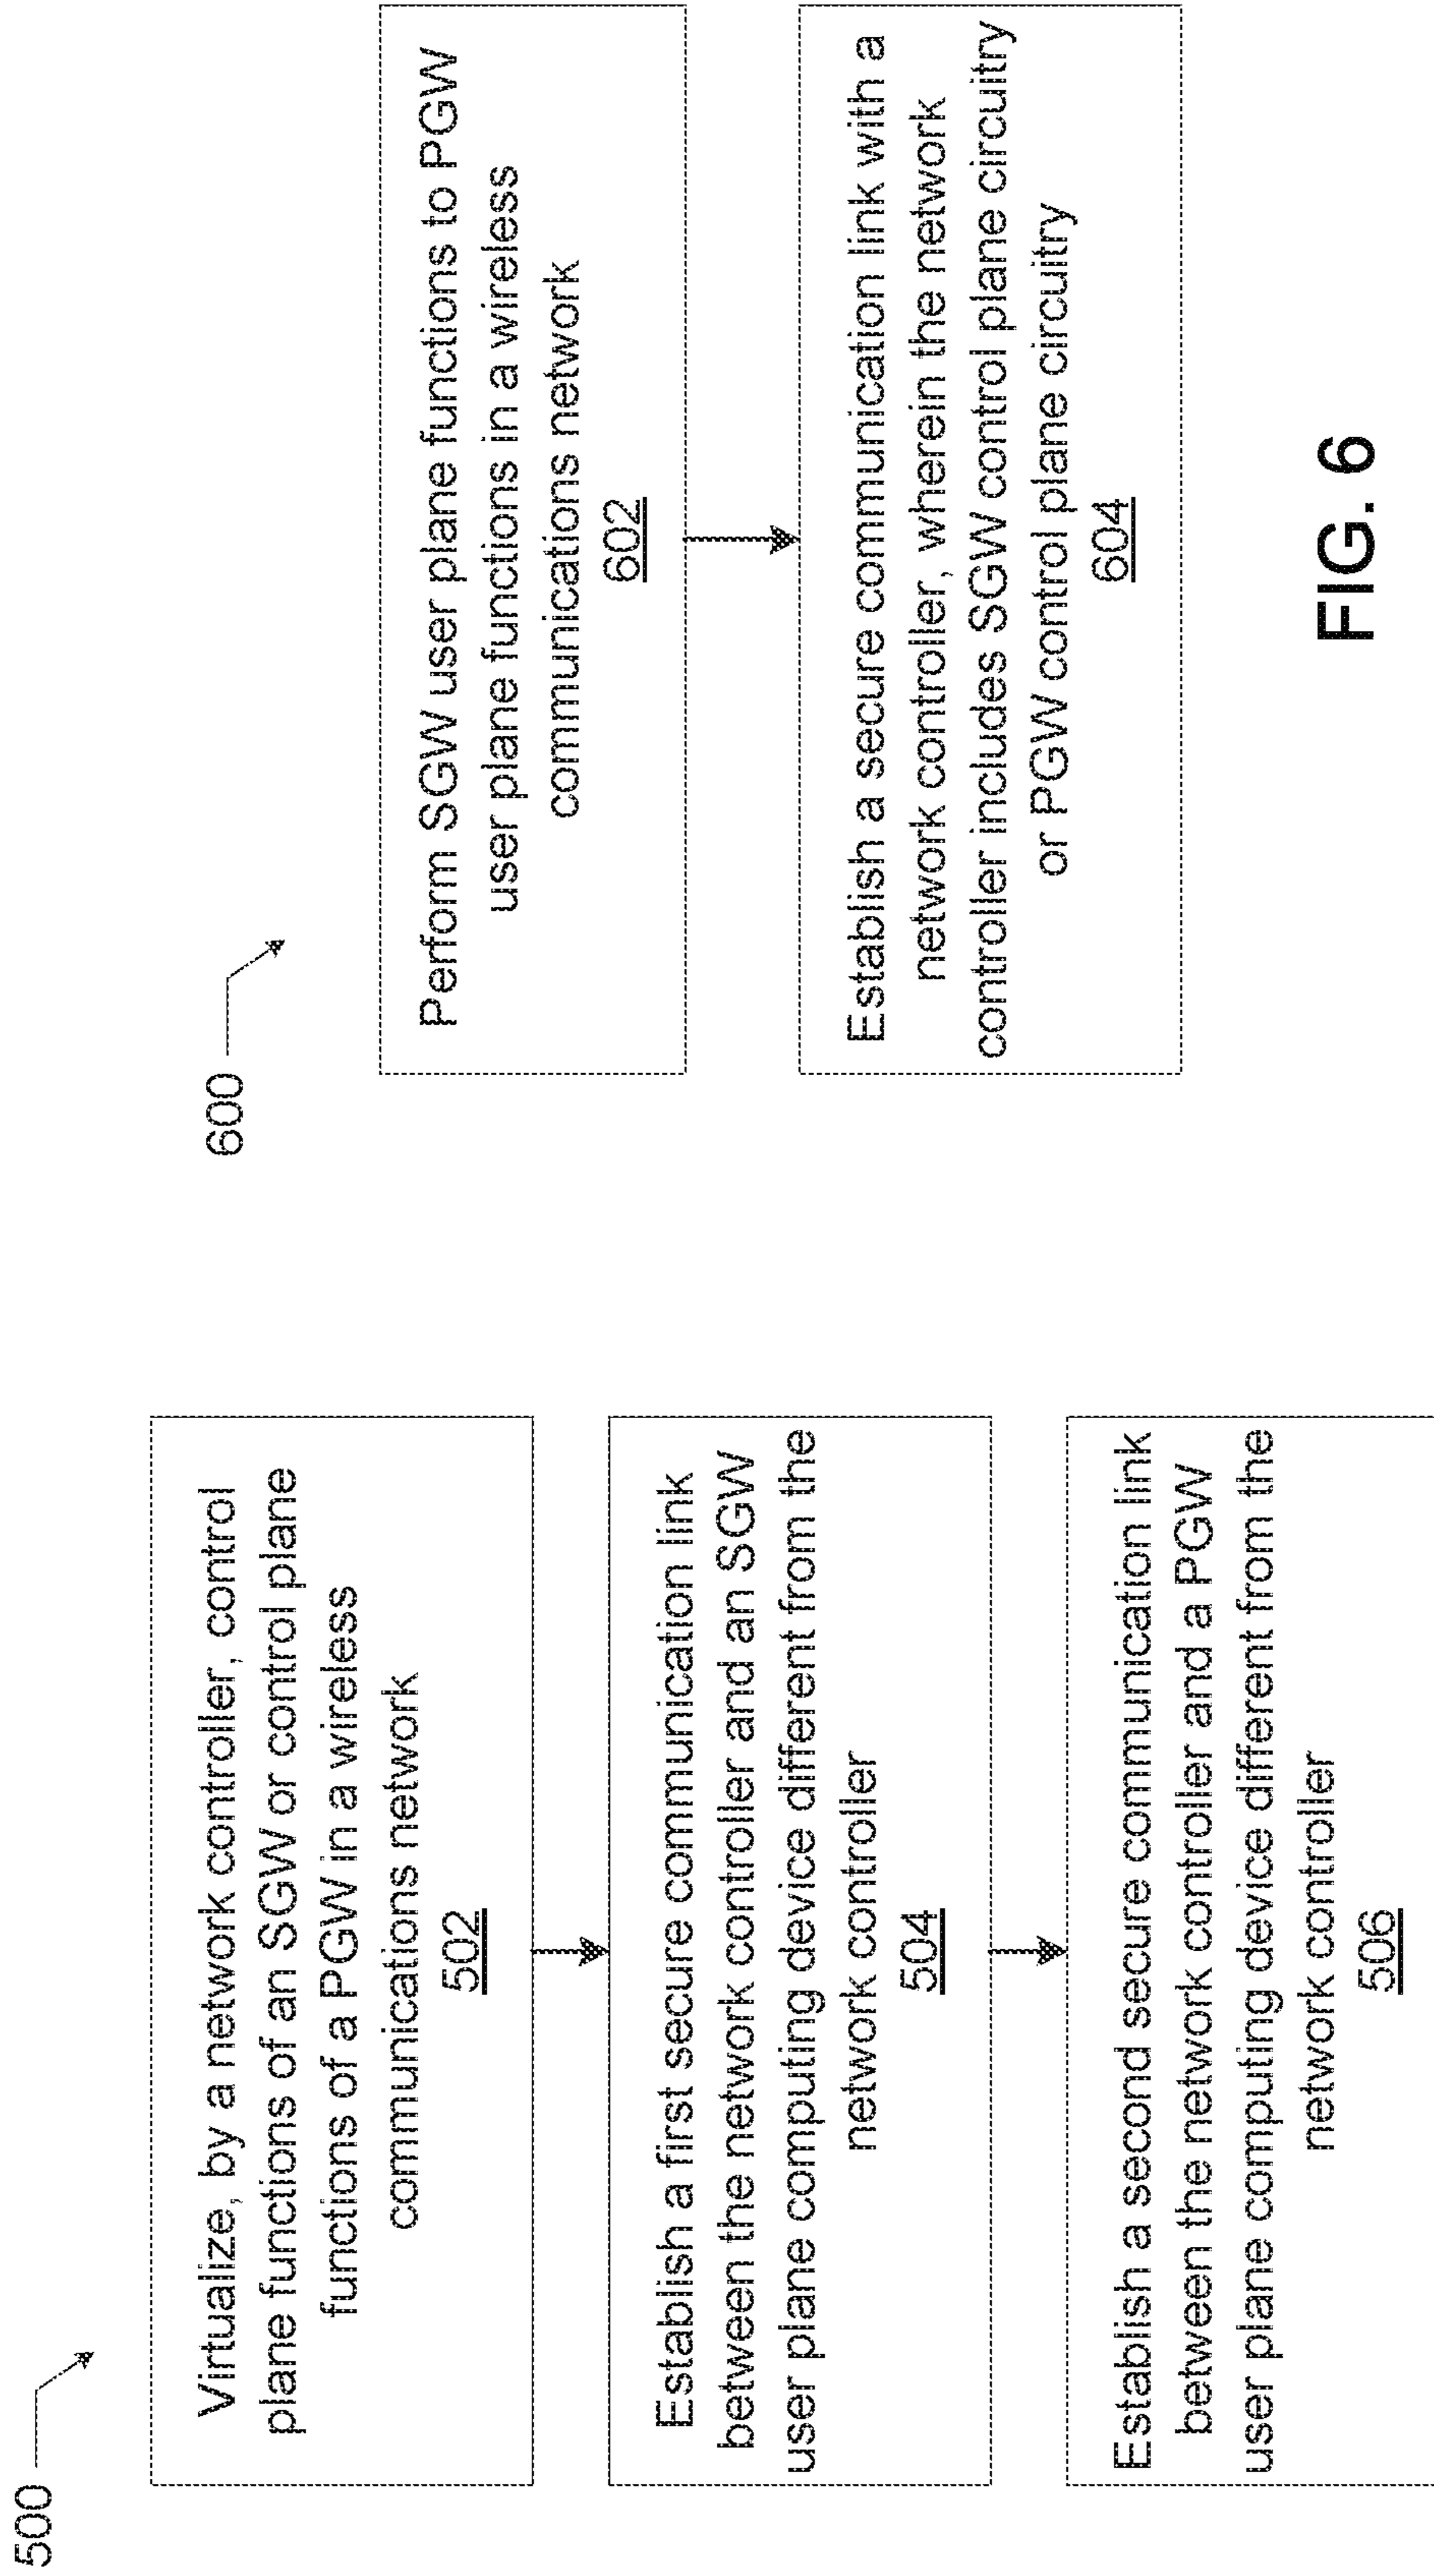 500
Virtualize, by a network controller, control
plane functions of an SGW or control plane
functions of a PGW in a wireless
communications network
502
Establish a first secure communication link
between the network controller and an SGW
user plane computing device different from the
network controller
504
Establish a second secure communication link
between the network controller and a PGW
user plane computing device different from the
network controller
506
600
Perform SGW user plane functions to PGW
user plane functions in a wireless
communications network
602
Establish a secure communication link with a
network controller, wherein the network
controller includes SGW control plane circuitry
or PGW control plane circuitry
604
FIG. 6